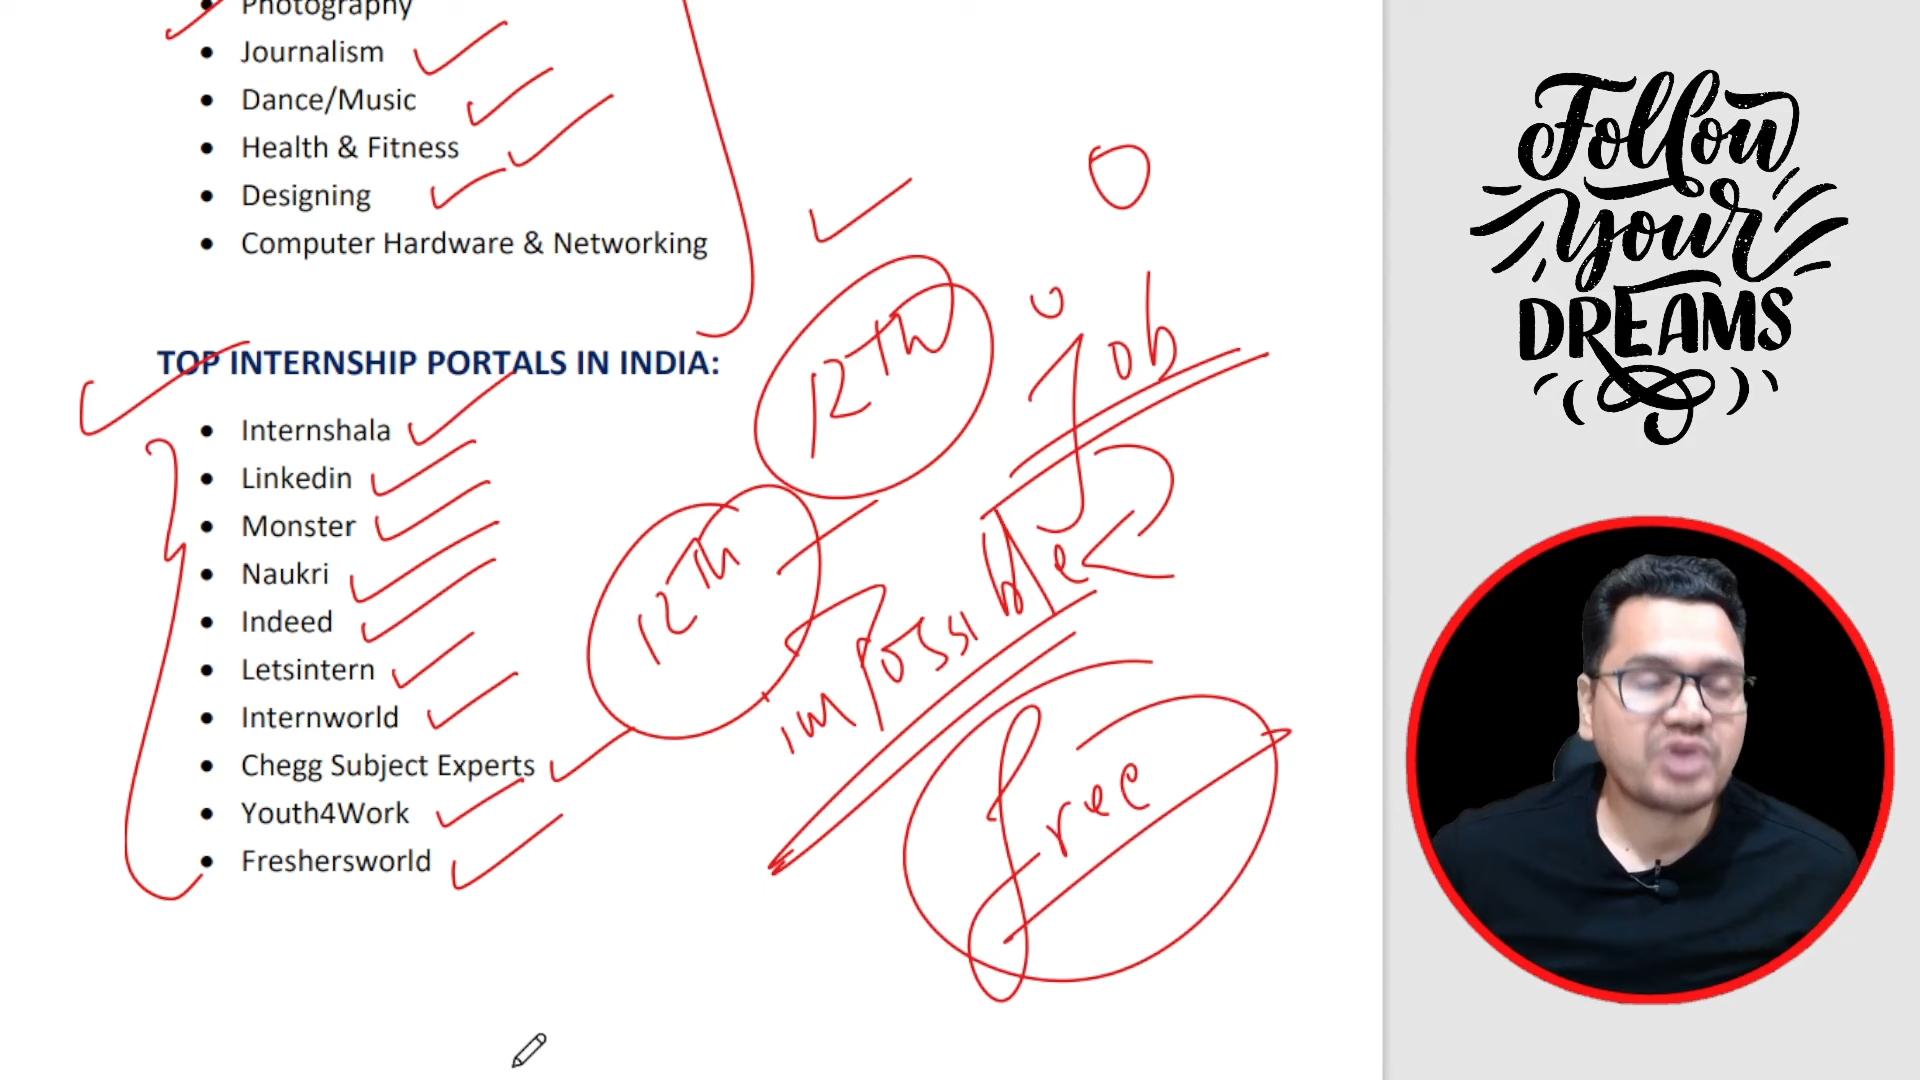 Photography
Journalism
Dance/Music
Health & Fitness
Designing
Computer Hardware & Networking
TOP INTERNSHIP PORTALS IN INDIA:
Internshala
Linkedin
Monster
Naukri
Indeed
Letsintern
Internworld
Chegg Subject Experts
Youth4Work
Freshersworld
12th
Job
12th
impossible
free
Follow
Your
DREAMS